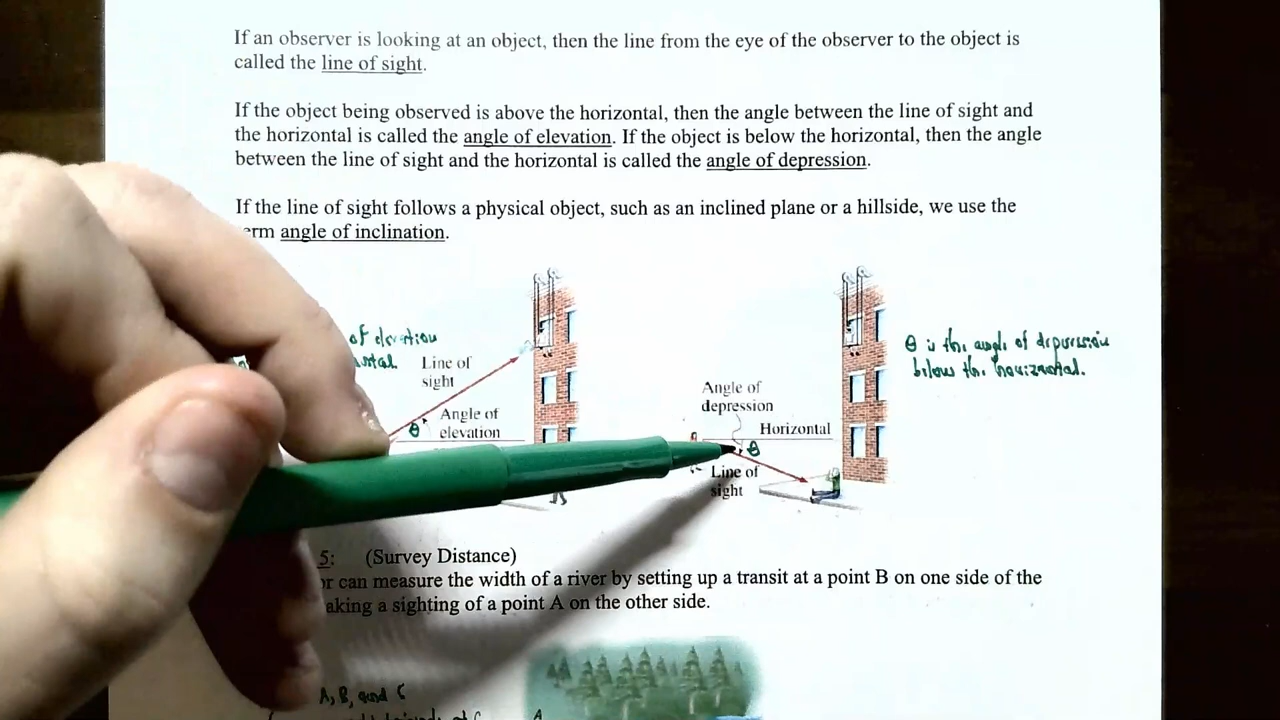 If an observer is looking at an object, then the line from the eye of the observer to the object is
called the line of sight.
If the object being observed is above the horizontal, then the angle between the line of sight and
the horizontal is called the angle of elevation. If the object is below the horizontal, then the angle
between the line of sight and the horizontal is called the angle of depression.
If the line of sight follows a physical object, such as an inclined plane or a hillside, we use the
angle of inclination.
of elevation
Line of
sight
Angle of
elevation
θ
Angle of
depression
Horizontal
θ
Line of
sight
θ is the angle of depression
below the horizontal.
5: (Survey Distance)
can measure the width of a river by setting up a transit at a point B on one side of the
aking a sighting of a point A on the other side.
A, B, and C
A